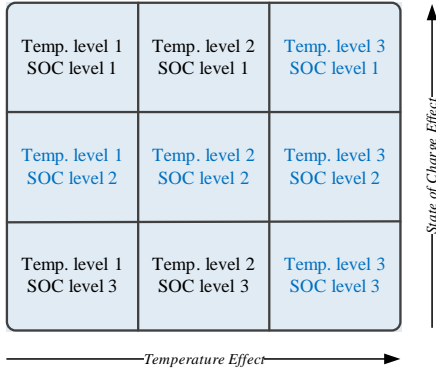 Temp. level 1
SOC level 1
Temp. level 2
SOC level 1
Temp. level 3
SOC level 1
Temp. level 1
SOC level 2
Temp. level 2
SOC level 2
Temp. level 3
SOC level 2
Temp. level 1
SOC level 3
Temp. level 2
SOC level 3
Temp. level 3
SOC level 3
State of Charge Effect
Temperature Effect